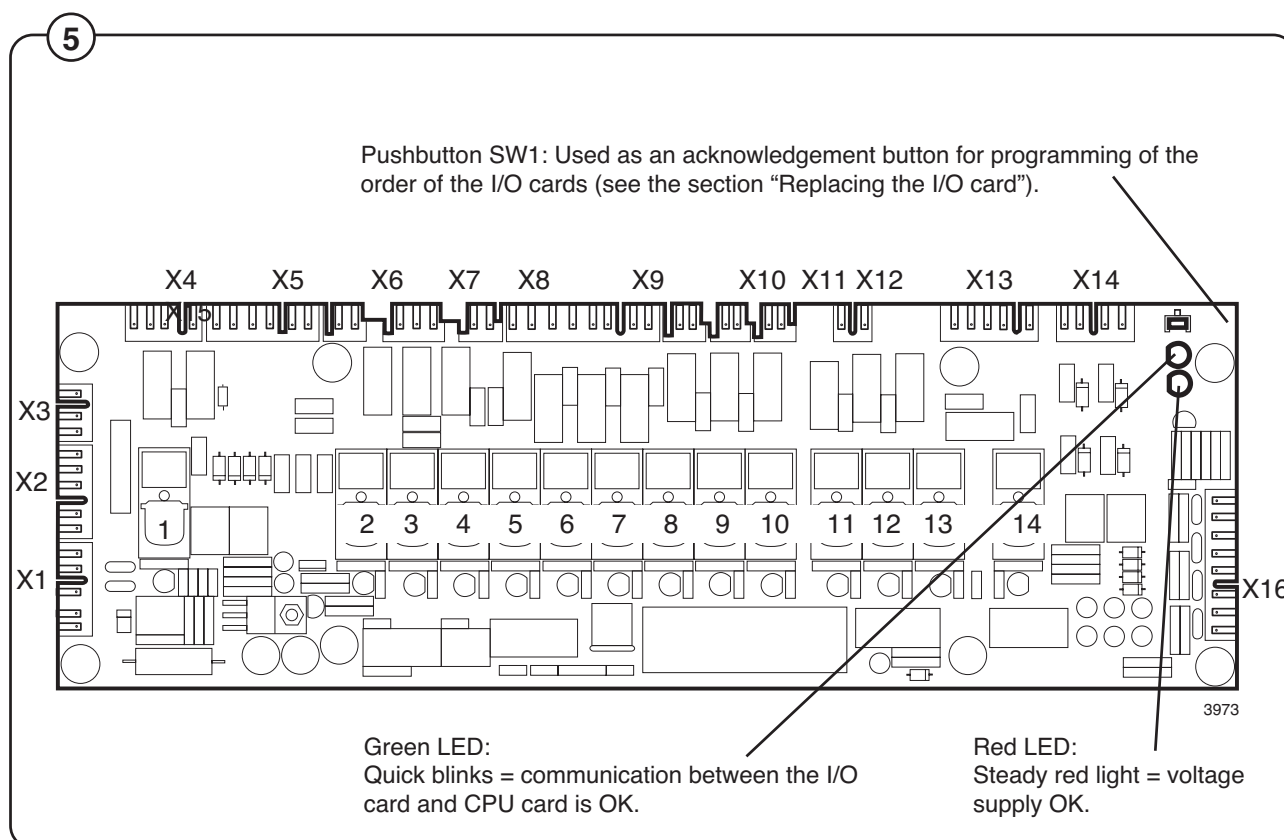 5
Pushbutton SW1: Used as an acknowledgement button for programming of the
order of the I/O cards (see the section “Replacing the I/O card”).
X4 X5 X6 X7 X8 X9 X10 X11 X12 X13 X14
X15
X3
X2
1 2 3 4 5 6 7 8 9 10 11 12 13 14
X1
X16
3973
Green LED:
Quick blinks = communication between the I/O
card and CPU card is OK.
Red LED:
Steady red light = voltage
supply OK.